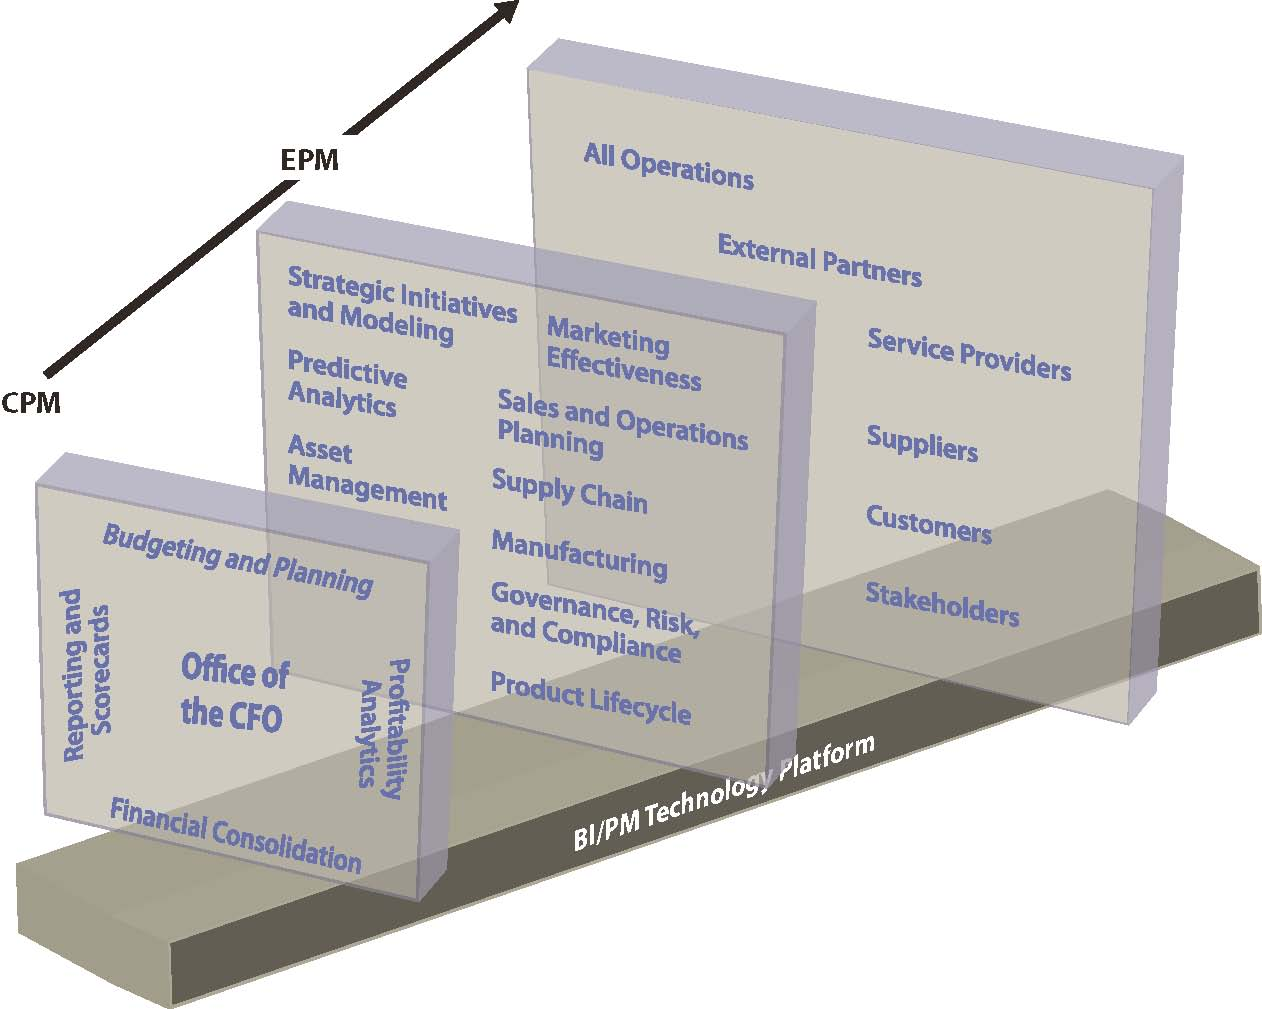 EPM
CPM
All Operations
External Partners
Service Providers
Suppliers
Customers
Stakeholders
Strategic Initiatives
and Modeling
Predictive
Analytics
Asset
Management
Marketing
Effectiveness
Sales and Operations
Planning
Supply Chain
Manufacturing
Governance, Risk,
and Compliance
Product Lifecycle
Budgeting and Planning
Reporting and
Scorecards
Office of
the CFO
Profitability
Analytics
Financial Consolidation
BI/PM Technology Platform